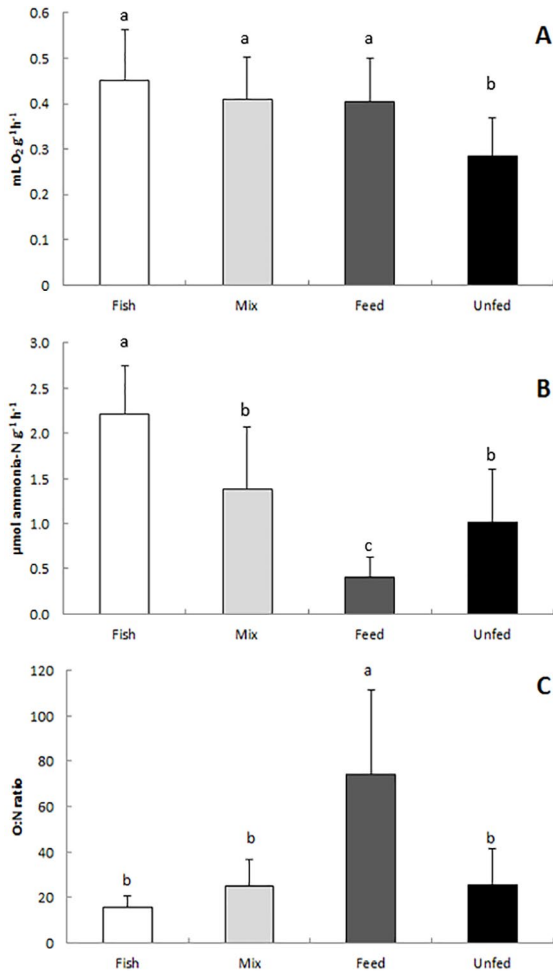 A
0.6
0.5
0.4
0.3
0.2
0.1
0
mL O₂ g⁻¹h⁻¹
a
a
a
b
Fish Mix Feed Unfed
B
3.0
2.5
2.0
1.5
1.0
0.5
0.0
µmol ammonia-N g⁻¹ h⁻¹
a
b
c
b
Fish Mix Feed Unfed
C
120
100
80
60
40
20
0
O:N ratio
b
b
a
b
Fish Mix Feed Unfed